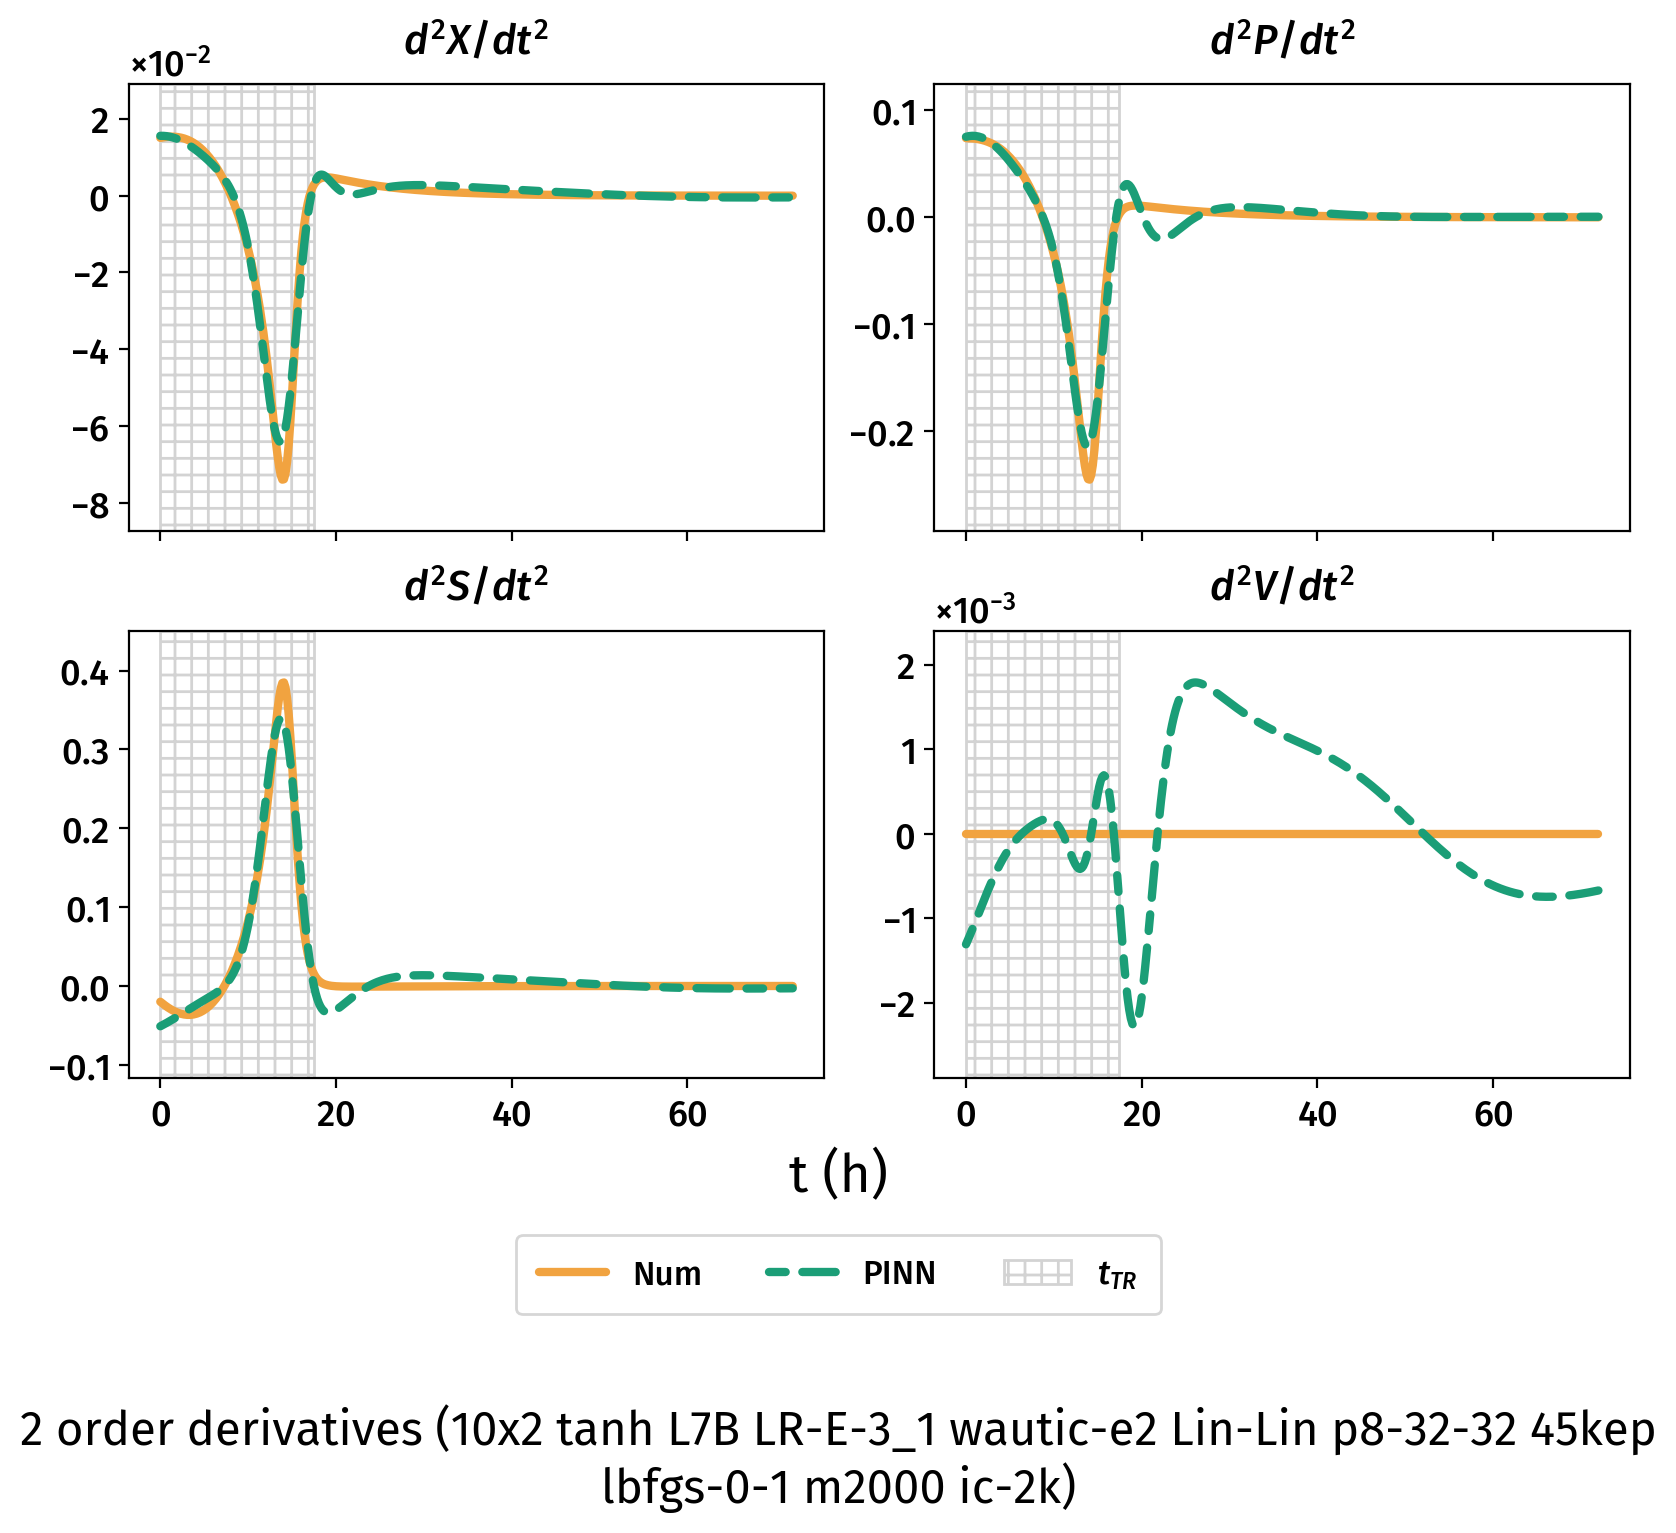 d²X/dt²
×10⁻²
2
0
−2
−4
−6
−8
d²P/dt²
0.1
0.0
−0.1
−0.2
d²S/dt²
0.4
0.3
0.2
0.1
0.0
−0.1
0 20 40 60
d²V/dt²
×10⁻³
2
1
0
−1
−2
0 20 40 60
t (h)
Num PINN t_TR
2 order derivatives (10x2 tanh L7B LR-E-3_1 wautic-e2 Lin-Lin p8-32-32 45kep
lbfgs-0-1 m2000 ic-2k)